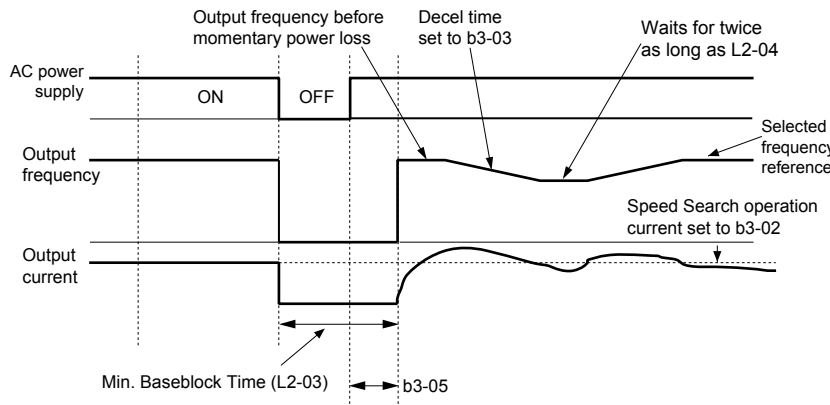 Output frequency before
momentary power loss
Decel time
set to b3-03
Waits for twice
as long as L2-04
AC power
supply
ON
OFF
Output
frequency
Selected
frequency
reference
Speed Search operation
current set to b3-02
Output
current
Min. Baseblock Time (L2-03)
b3-05